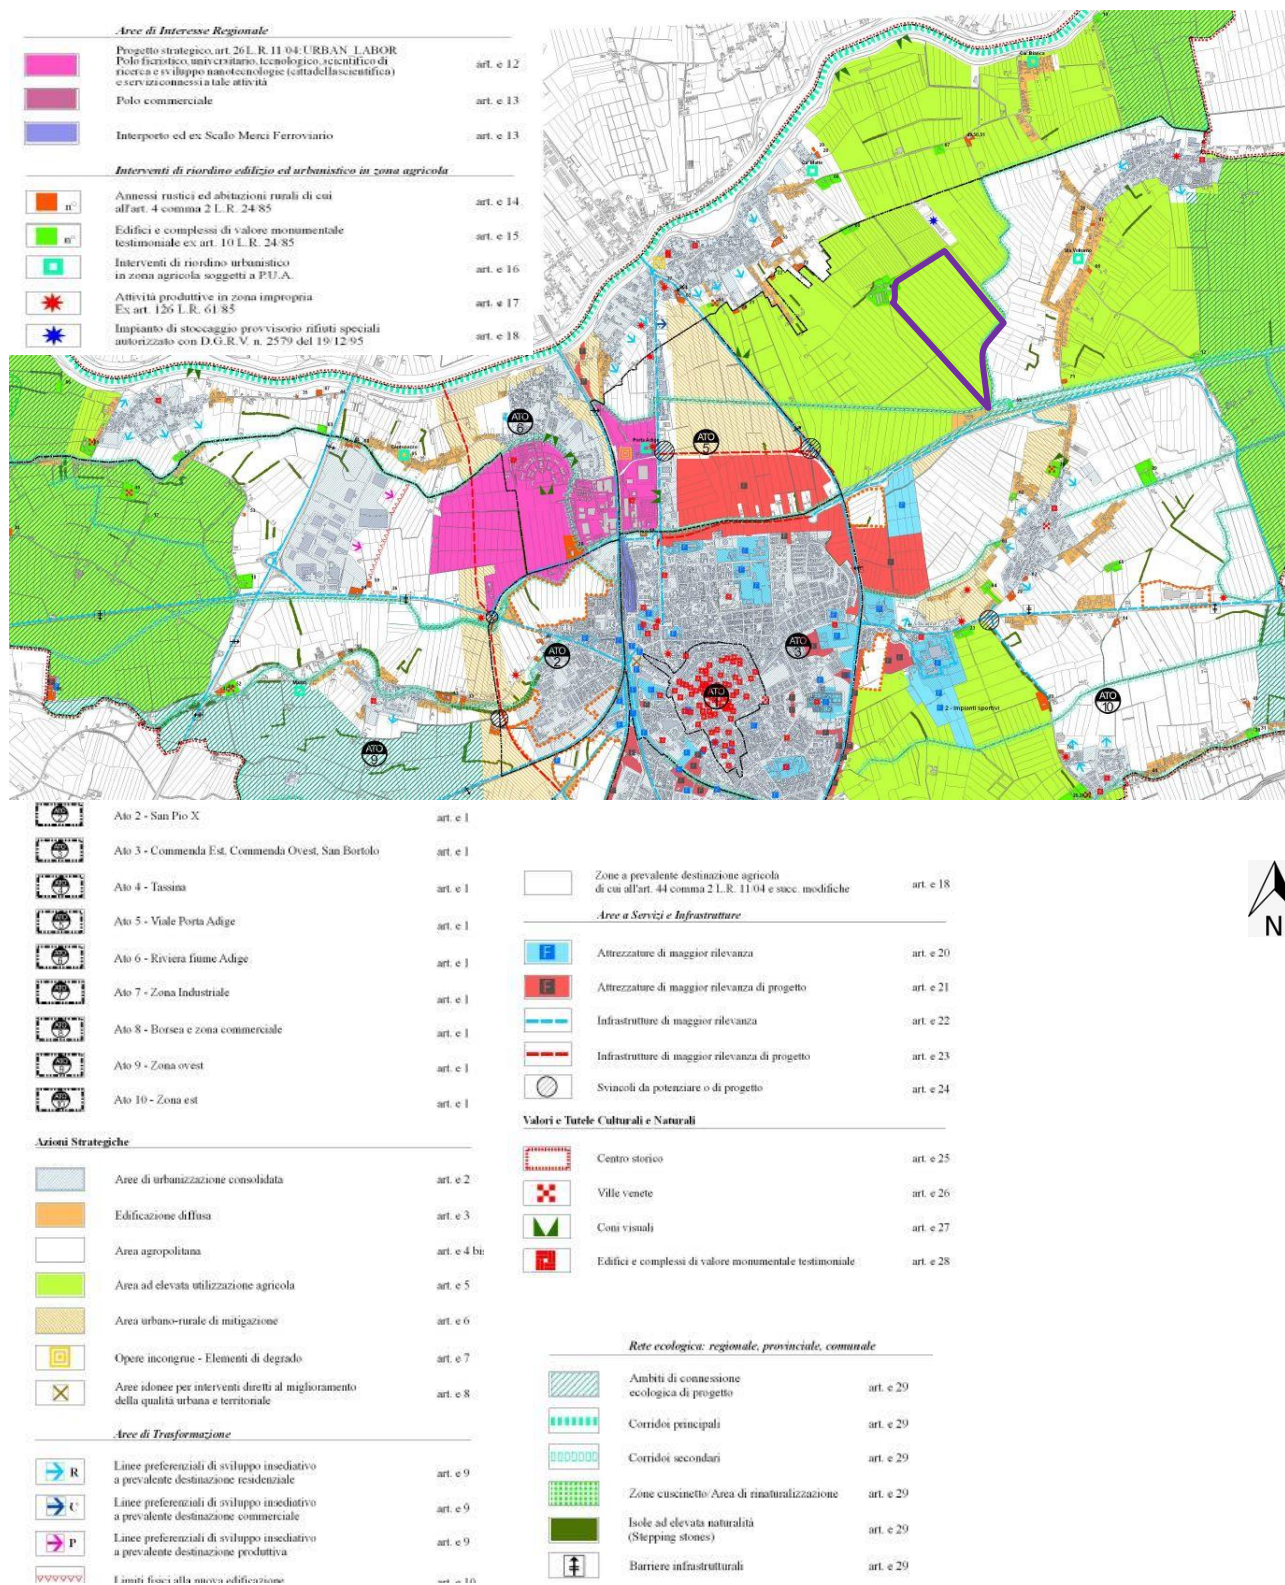 Aree di Interesse Regionale
Progetto strategico, art. 26 L.R. 11/04: URBAN LABOR
Polo fieristico, universitario, tecnologico, scientifico di
ricerca e sviluppo nanotecnologie (cittadella scientifica)
e servizi connessi a tale attività
art. e 12
Polo commerciale
art. e 13
Interporto ed ex Scalo Merci Ferroviario
art. e 13
Interventi di riordino edilizio ed urbanistico in zona agricola
n°
Annessi rustici ed abitazioni rurali di cui
all'art. 4 comma 2 L.R. 24/85
art. e 14
n°
Edifici e complessi di valore monumentale
testimoniale ex art. 10 L.R. 24/85
art. e 15
Interventi di riordino urbanistico
in zona agricola soggetti a P.U.A.
art. e 16
Attività produttive in zona impropria
Ex art. 126 L.R. 61/85
art. e 17
Impianto di stoccaggio provvisorio rifiuti speciali
autorizzato con D.G.R.V. n. 2579 del 19/12/95
art. e 18
ATO
6
Porta Adige
ATO
5
ATO
2
ATO
3
ATO
1
2 - Impianti sportivi
ATO
10
ATO
9
Ato 2 - San Pio X
art. e 1
Ato 3 - Commenda Est, Commenda Ovest, San Bortolo
art. e 1
Ato 4 - Tassina
art. e 1
Ato 5 - Viale Porta Adige
art. e 1
Ato 6 - Riviera fiume Adige
art. e 1
Ato 7 - Zona Industriale
art. e 1
Ato 8 - Borsea e zona commerciale
art. e 1
Ato 9 - Zona ovest
art. e 1
Ato 10 - Zona est
art. e 1
Azioni Strategiche
Aree di urbanizzazione consolidata
art. e 2
Edificazione diffusa
art. e 3
Area agropolitana
art. e 4 bis
Area ad elevata utilizzazione agricola
art. e 5
Area urbano-rurale di mitigazione
art. e 6
Opere incongrue - Elementi di degrado
art. e 7
Aree idonee per interventi diretti al miglioramento
della qualità urbana e territoriale
art. e 8
Aree di Trasformazione
R
Linee preferenziali di sviluppo insediativo
a prevalente destinazione residenziale
art. e 9
C
Linee preferenziali di sviluppo insediativo
a prevalente destinazione commerciale
art. e 9
P
Linee preferenziali di sviluppo insediativo
a prevalente destinazione produttiva
art. e 9
Limiti fisici alla nuova edificazione
art. e 10
Zone a prevalente destinazione agricola
di cui all'art. 44 comma 2 L.R. 11/04 e succ. modifiche
art. e 18
Aree a Servizi e Infrastrutture
F
Attrezzature di maggior rilevanza
art. e 20
F
Attrezzature di maggior rilevanza di progetto
art. e 21
Infrastrutture di maggior rilevanza
art. e 22
Infrastrutture di maggior rilevanza di progetto
art. e 23
Svincoli da potenziare o di progetto
art. e 24
Valori e Tutele Culturali e Naturali
Centro storico
art. e 25
Ville venete
art. e 26
Coni visuali
art. e 27
Edifici e complessi di valore monumentale testimoniale
art. e 28
Rete ecologica: regionale, provinciale, comunale
Ambiti di connessione
ecologica di progetto
art. e 29
Corridoi principali
art. e 29
Corridoi secondari
art. e 29
Zone cuscinetto/Area di rinaturalizzazione
art. e 29
Isole ad elevata naturalità
(Stepping stones)
art. e 29
Barriere infrastrutturali
art. e 29
N